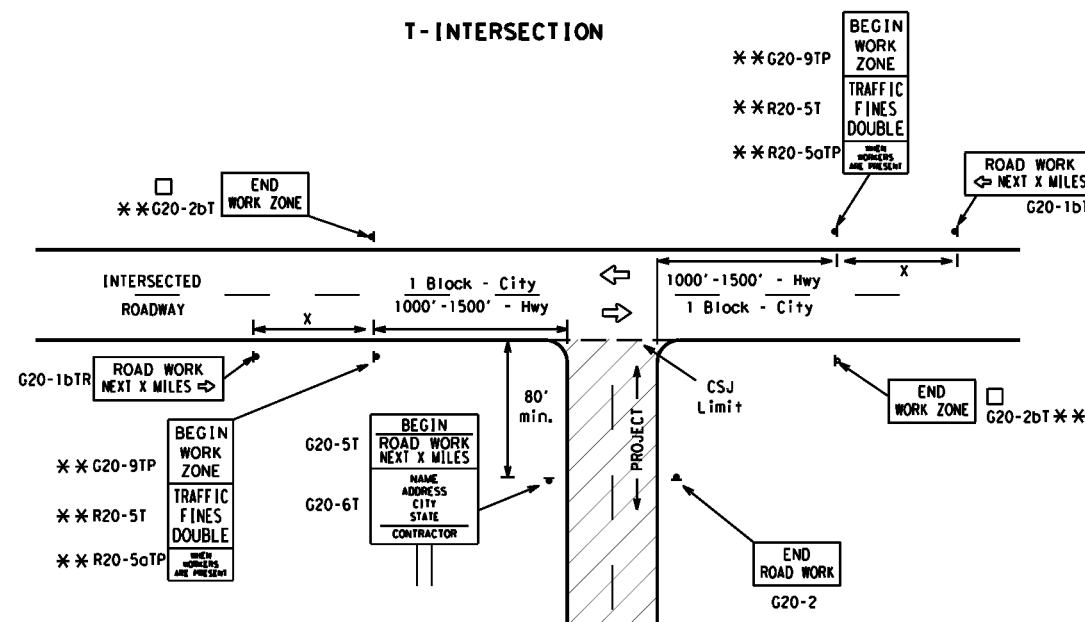 T-INTERSECTION
BEGIN
WORK
ZONE
TRAFFIC
FINES
DOUBLE
WHEN
WORKERS
ARE PRESENT
**G20-9TP
**R20-5T
**R20-5aTP
ROAD WORK
⇦ NEXT X MILES
G20-1bT
□
**G20-2bT
END
WORK ZONE
INTERSECTED
ROADWAY
1 Block - City
1000'-1500' - Hwy
1000'-1500' - Hwy
1 Block - City
X
X
G20-1bTR
ROAD WORK
NEXT X MILES ⇨
80'
min.
CSJ
Limit
PROJECT
END
WORK ZONE
□
G20-2bT**
BEGIN
WORK
ZONE
TRAFFIC
FINES
DOUBLE
WHEN
WORKERS
ARE PRESENT
**G20-9TP
**R20-5T
**R20-5aTP
G20-5T
BEGIN
ROAD WORK
NEXT X MILES
G20-6T
NAME
ADDRESS
CITY
STATE
CONTRACTOR
END
ROAD WORK
G20-2